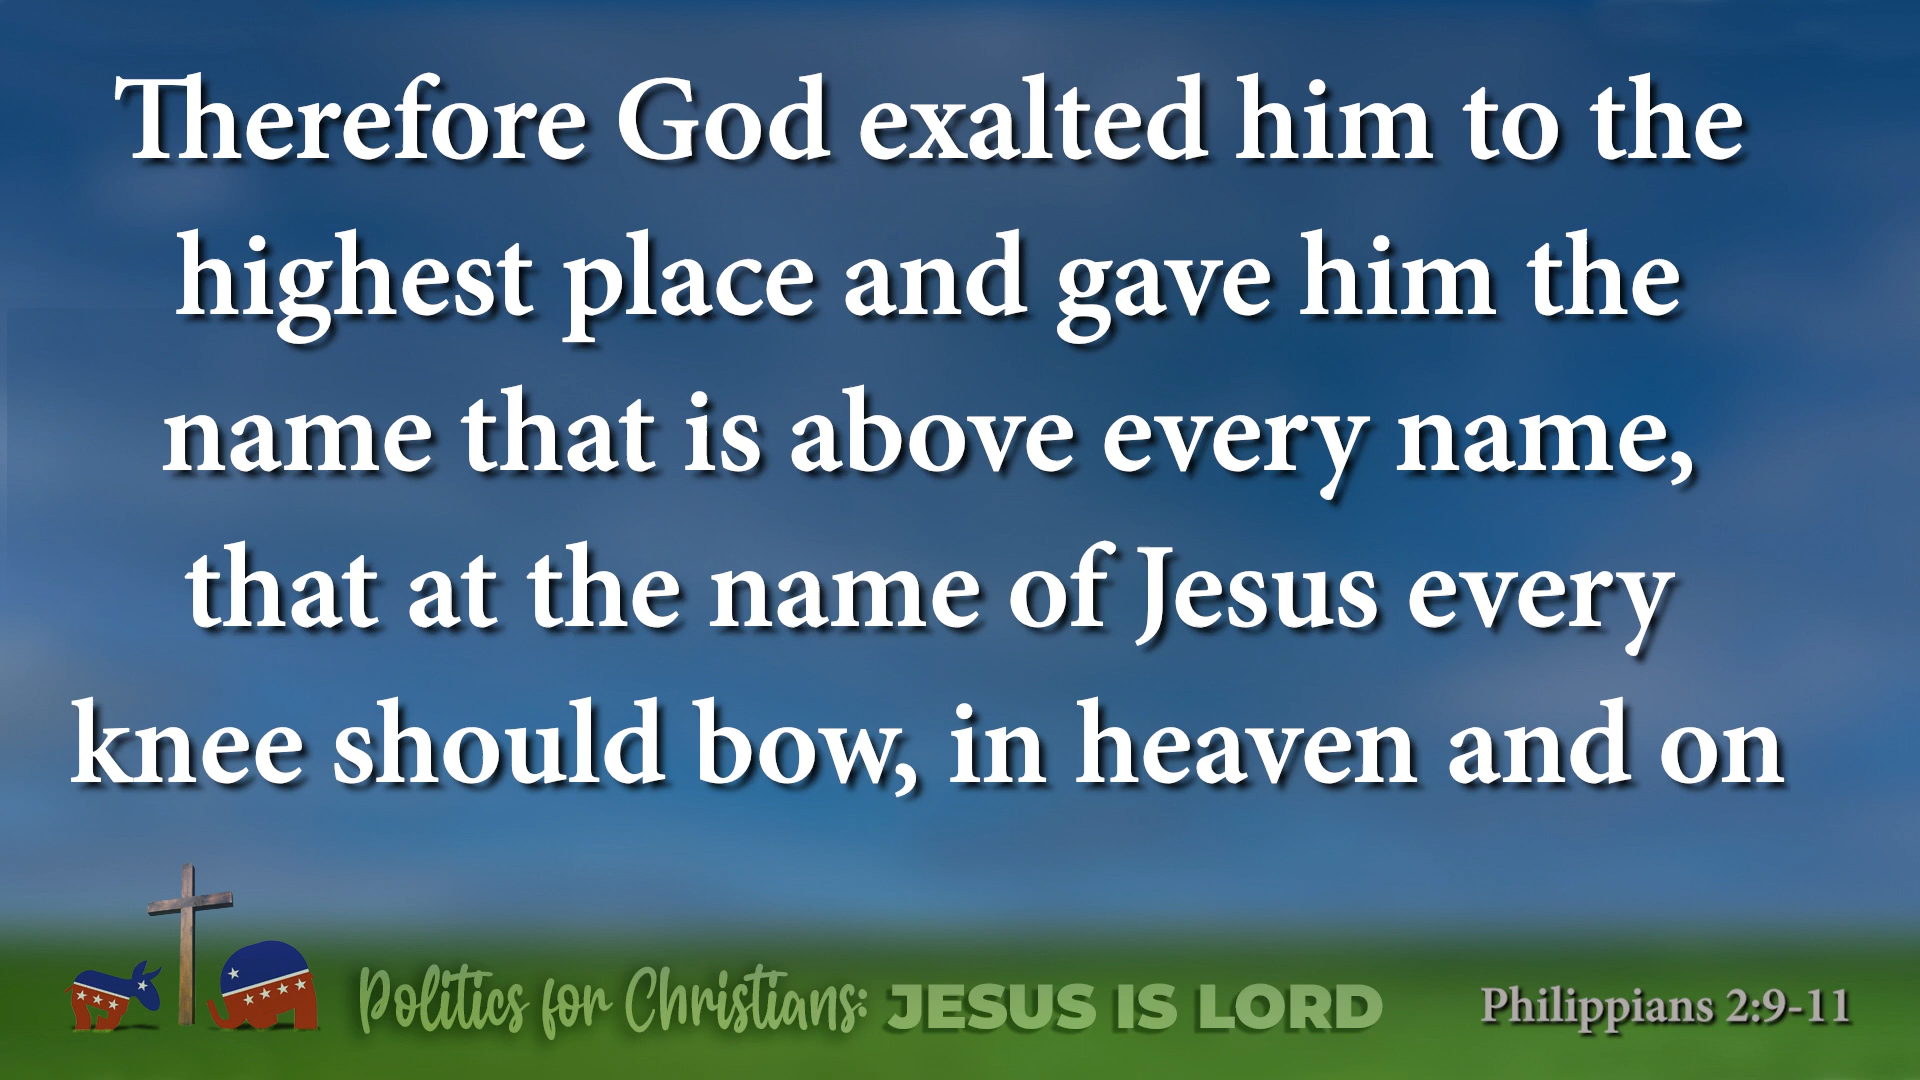 Therefore God exalted him to the
highest place and gave him the
name that is above every name,
that at the name of Jesus every
knee should bow, in heaven and on
Politics for Christians: JESUS IS LORD
Philippians 2:9-11